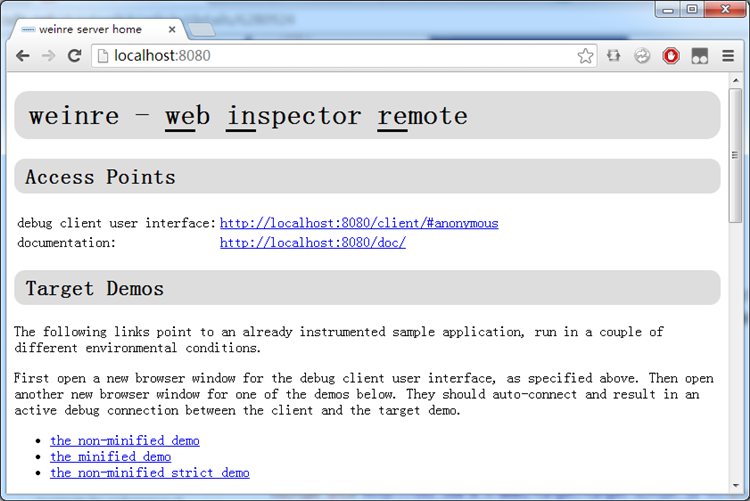 weinre server home
localhost:8080
weinre - web inspector remote
Access Points
debug client user interface: http://localhost:8080/client/#anonymous
documentation: http://localhost:8080/doc/
Target Demos
The following links point to an already instrumented sample application, run in a couple of
different environmental conditions.
First open a new browser window for the debug client user interface, as specified above. Then open
another new browser window for one of the demos below. They should auto-connect and result in an
active debug connection between the client and the target demo.
• the non-minified demo
• the minified demo
• the non-minified strict demo